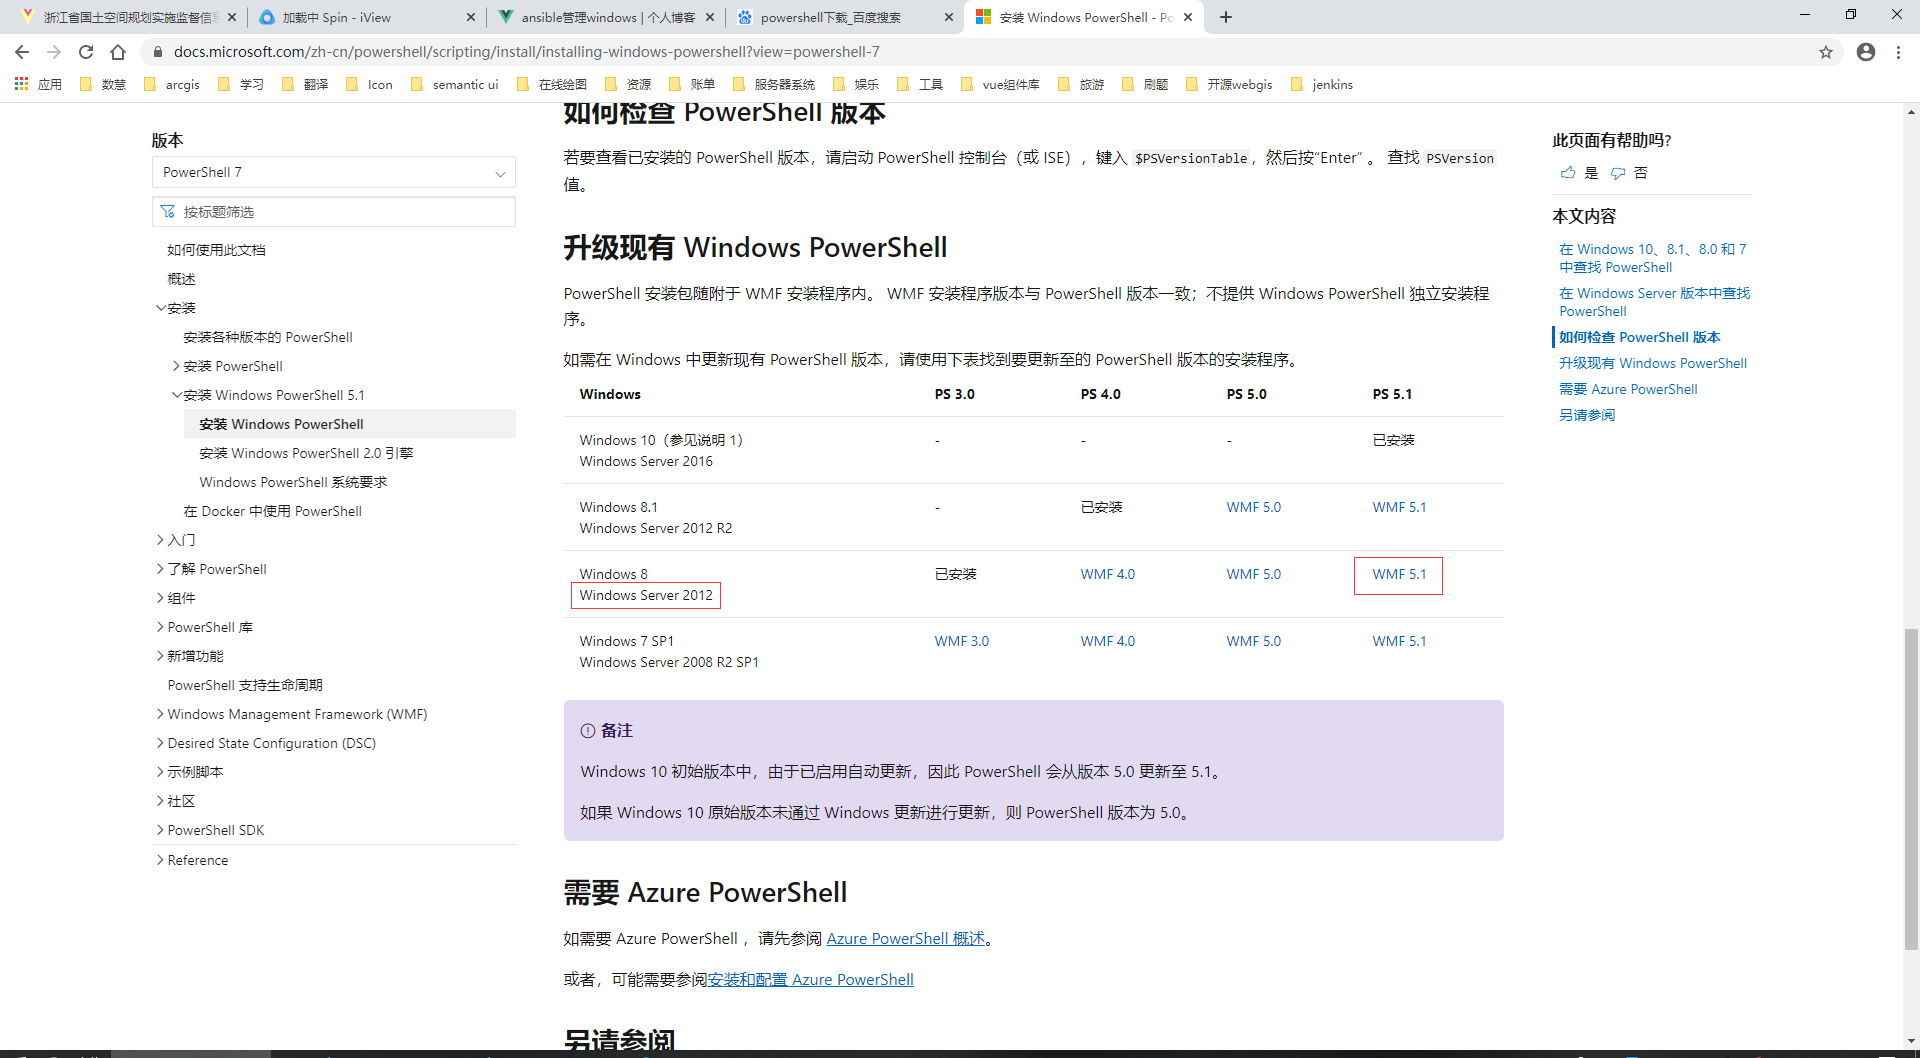 浙江省国土空间规划实施监督信息
加载中 Spin - iView
ansible管理windows | 个人博客
powershell下载_百度搜索
安装 Windows PowerShell - Po
docs.microsoft.com/zh-cn/powershell/scripting/install/installing-windows-powershell?view=powershell-7
应用 数慧 arcgis 学习 翻译 Icon semantic ui 在线绘图 资源 账单 服务器系统 娱乐 工具 vue组件库 旅游 刷题 开源webgis jenkins
版本
PowerShell 7
按标题筛选
如何使用此文档
概述
安装
安装各种版本的 PowerShell
安装 PowerShell
安装 Windows PowerShell 5.1
安装 Windows PowerShell
安装 Windows PowerShell 2.0 引擎
Windows PowerShell 系统要求
在 Docker 中使用 PowerShell
入门
了解 PowerShell
组件
PowerShell 库
新增功能
PowerShell 支持生命周期
Windows Management Framework (WMF)
Desired State Configuration (DSC)
示例脚本
社区
PowerShell SDK
Reference
如何检查 PowerShell 版本
若要查看已安装的 PowerShell 版本，请启动 PowerShell 控制台（或 ISE），键入 $PSVersionTable，然后按“Enter” 。 查找 PSVersion
值。
升级现有 Windows PowerShell
PowerShell 安装包随附于 WMF 安装程序内。 WMF 安装程序版本与 PowerShell 版本一致；不提供 Windows PowerShell 独立安装程
序。
如需在 Windows 中更新现有 PowerShell 版本，请使用下表找到要更新至的 PowerShell 版本的安装程序。
Windows PS 3.0 PS 4.0 PS 5.0 PS 5.1
Windows 10（参见说明 1） - - - 已安装
Windows Server 2016
Windows 8.1 - 已安装 WMF 5.0 WMF 5.1
Windows Server 2012 R2
Windows 8 已安装 WMF 4.0 WMF 5.0 WMF 5.1
Windows Server 2012
Windows 7 SP1 WMF 3.0 WMF 4.0 WMF 5.0 WMF 5.1
Windows Server 2008 R2 SP1
备注
Windows 10 初始版本中，由于已启用自动更新，因此 PowerShell 会从版本 5.0 更新至 5.1。
如果 Windows 10 原始版本未通过 Windows 更新进行更新，则 PowerShell 版本为 5.0。
需要 Azure PowerShell
如需要 Azure PowerShell ，请先参阅 Azure PowerShell 概述。
或者，可能需要参阅安装和配置 Azure PowerShell
另请参阅
此页面有帮助吗?
是 否
本文内容
在 Windows 10、8.1、8.0 和 7
中查找 PowerShell
在 Windows Server 版本中查找
PowerShell
如何检查 PowerShell 版本
升级现有 Windows PowerShell
需要 Azure PowerShell
另请参阅